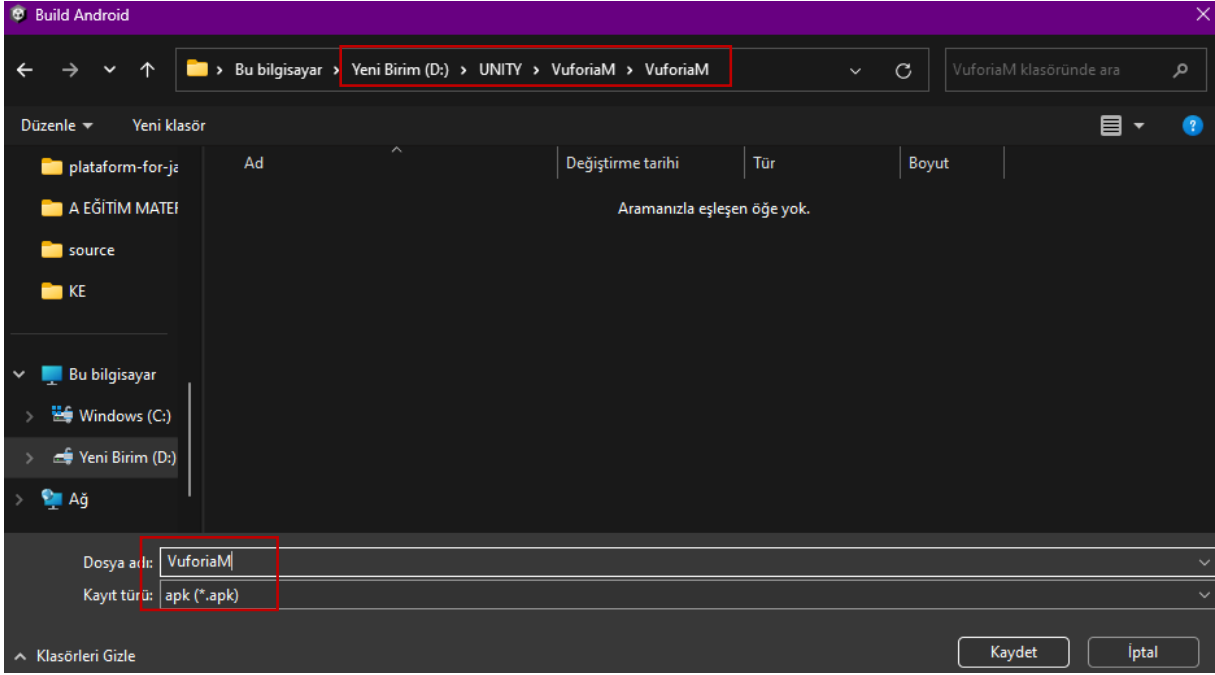 Build Android
Bu bilgisayar > Yeni Birim (D:) > UNITY > VuforiaM > VuforiaM
VuforiaM klasöründe ara
Düzenle
Yeni klasör
plataform-for-ja
A EĞİTİM MATER
source
KE
Bu bilgisayar
Windows (C:)
Yeni Birim (D:)
Ağ
Ad
Değiştirme tarihi
Tür
Boyut
Aramanızla eşleşen öğe yok.
Dosya adı: VuforiaM
Kayıt türü: apk (*.apk)
Klasörleri Gizle
Kaydet
İptal